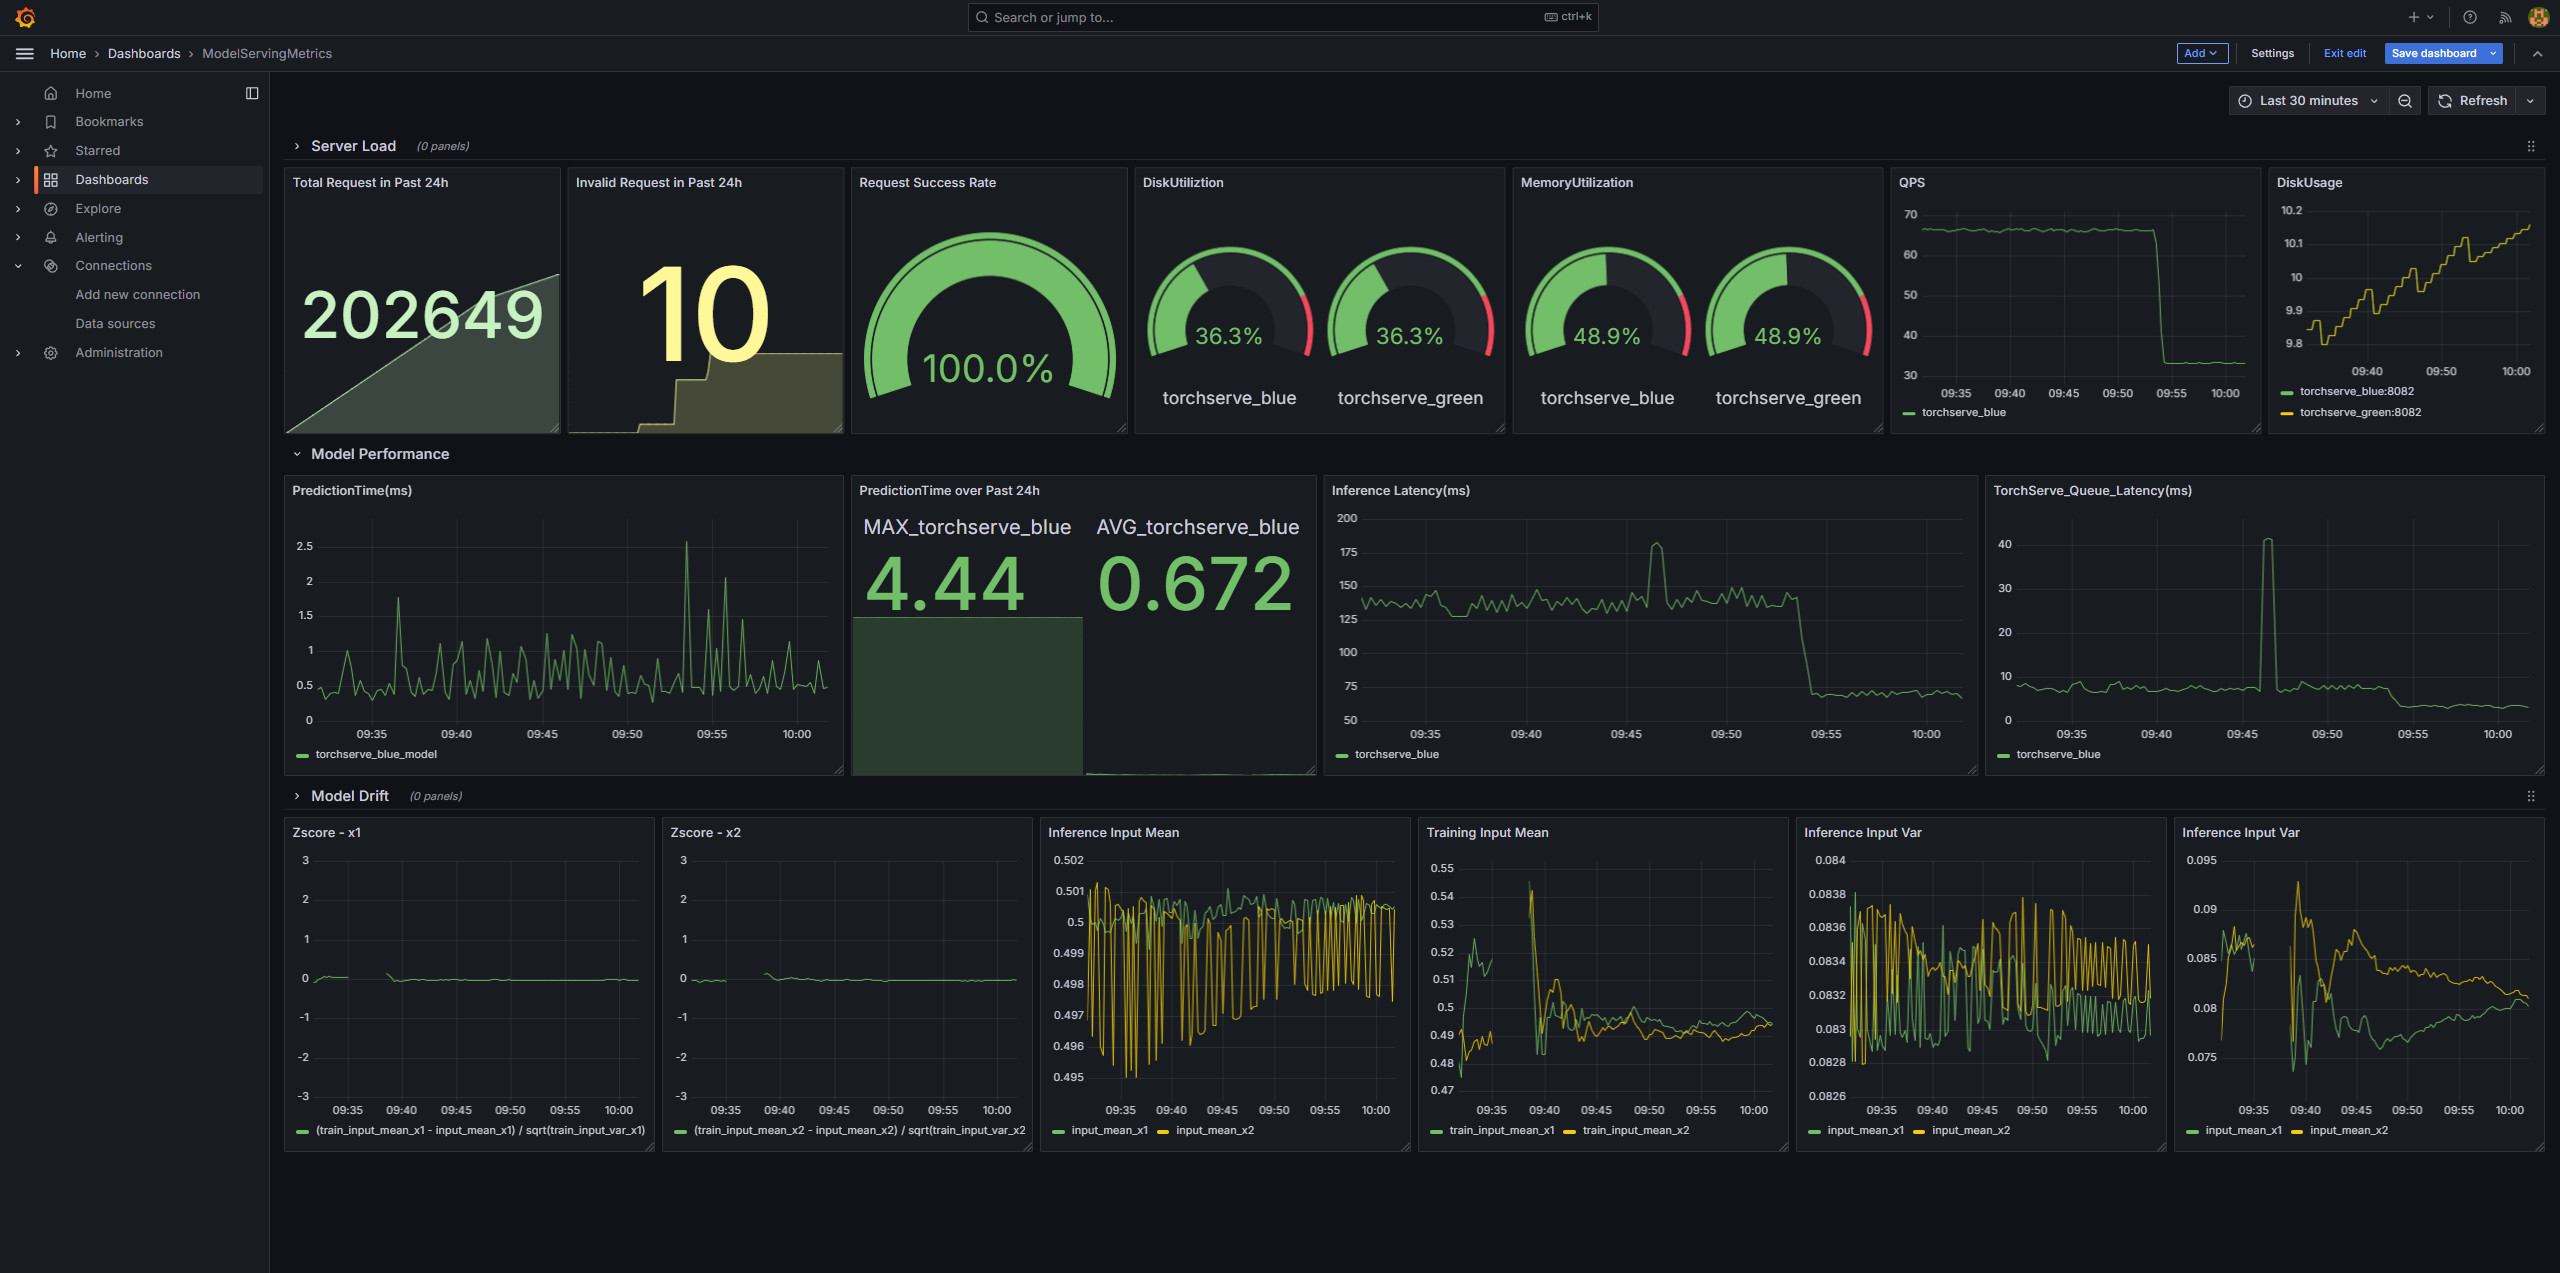 Search or jump to...
ctrl+k
Home › Dashboards › ModelServingMetrics
Add
Settings
Exit edit
Save dashboard
Home
Bookmarks
Starred
Dashboards
Explore
Alerting
Connections
Add new connection
Data sources
Administration
Last 30 minutes
Refresh
Server Load (0 panels)
Total Request in Past 24h
202649
Invalid Request in Past 24h
10
Request Success Rate
100.0%
DiskUtiliztion
36.3%
36.3%
torchserve_blue
torchserve_green
MemoryUtilization
48.9%
48.9%
torchserve_blue
torchserve_green
QPS
70
60
50
40
30
09:35 09:40 09:45 09:50 09:55 10:00
torchserve_blue
DiskUsage
10.2
10.1
10
9.9
9.8
09:40 09:50 10:00
torchserve_blue:8082
torchserve_green:8082
Model Performance
PredictionTime(ms)
2.5
2
1.5
1
0.5
0
09:35 09:40 09:45 09:50 09:55 10:00
torchserve_blue_model
PredictionTime over Past 24h
MAX_torchserve_blue
4.44
AVG_torchserve_blue
0.672
Inference Latency(ms)
200
175
150
125
100
75
50
09:35 09:40 09:45 09:50 09:55 10:00
torchserve_blue
TorchServe_Queue_Latency(ms)
40
30
20
10
0
09:35 09:40 09:45 09:50 09:55 10:00
torchserve_blue
Model Drift (0 panels)
Zscore - x1
3
2
1
0
-1
-2
-3
09:35 09:40 09:45 09:50 09:55 10:00
(train_input_mean_x1 - input_mean_x1) / sqrt(train_input_var_x1)
Zscore - x2
3
2
1
0
-1
-2
-3
09:35 09:40 09:45 09:50 09:55 10:00
(train_input_mean_x2 - input_mean_x2) / sqrt(train_input_var_x2
Inference Input Mean
0.502
0.501
0.5
0.499
0.498
0.497
0.496
0.495
09:35 09:40 09:45 09:50 09:55 10:00
input_mean_x1 input_mean_x2
Training Input Mean
0.55
0.54
0.53
0.52
0.51
0.5
0.49
0.48
0.47
09:35 09:40 09:45 09:50 09:55 10:00
train_input_mean_x1 train_input_mean_x2
Inference Input Var
0.084
0.0838
0.0836
0.0834
0.0832
0.083
0.0828
0.0826
09:35 09:40 09:45 09:50 09:55 10:00
input_mean_x1 input_mean_x2
Inference Input Var
0.095
0.09
0.085
0.08
0.075
09:35 09:40 09:45 09:50 09:55 10:00
input_mean_x1 input_mean_x2